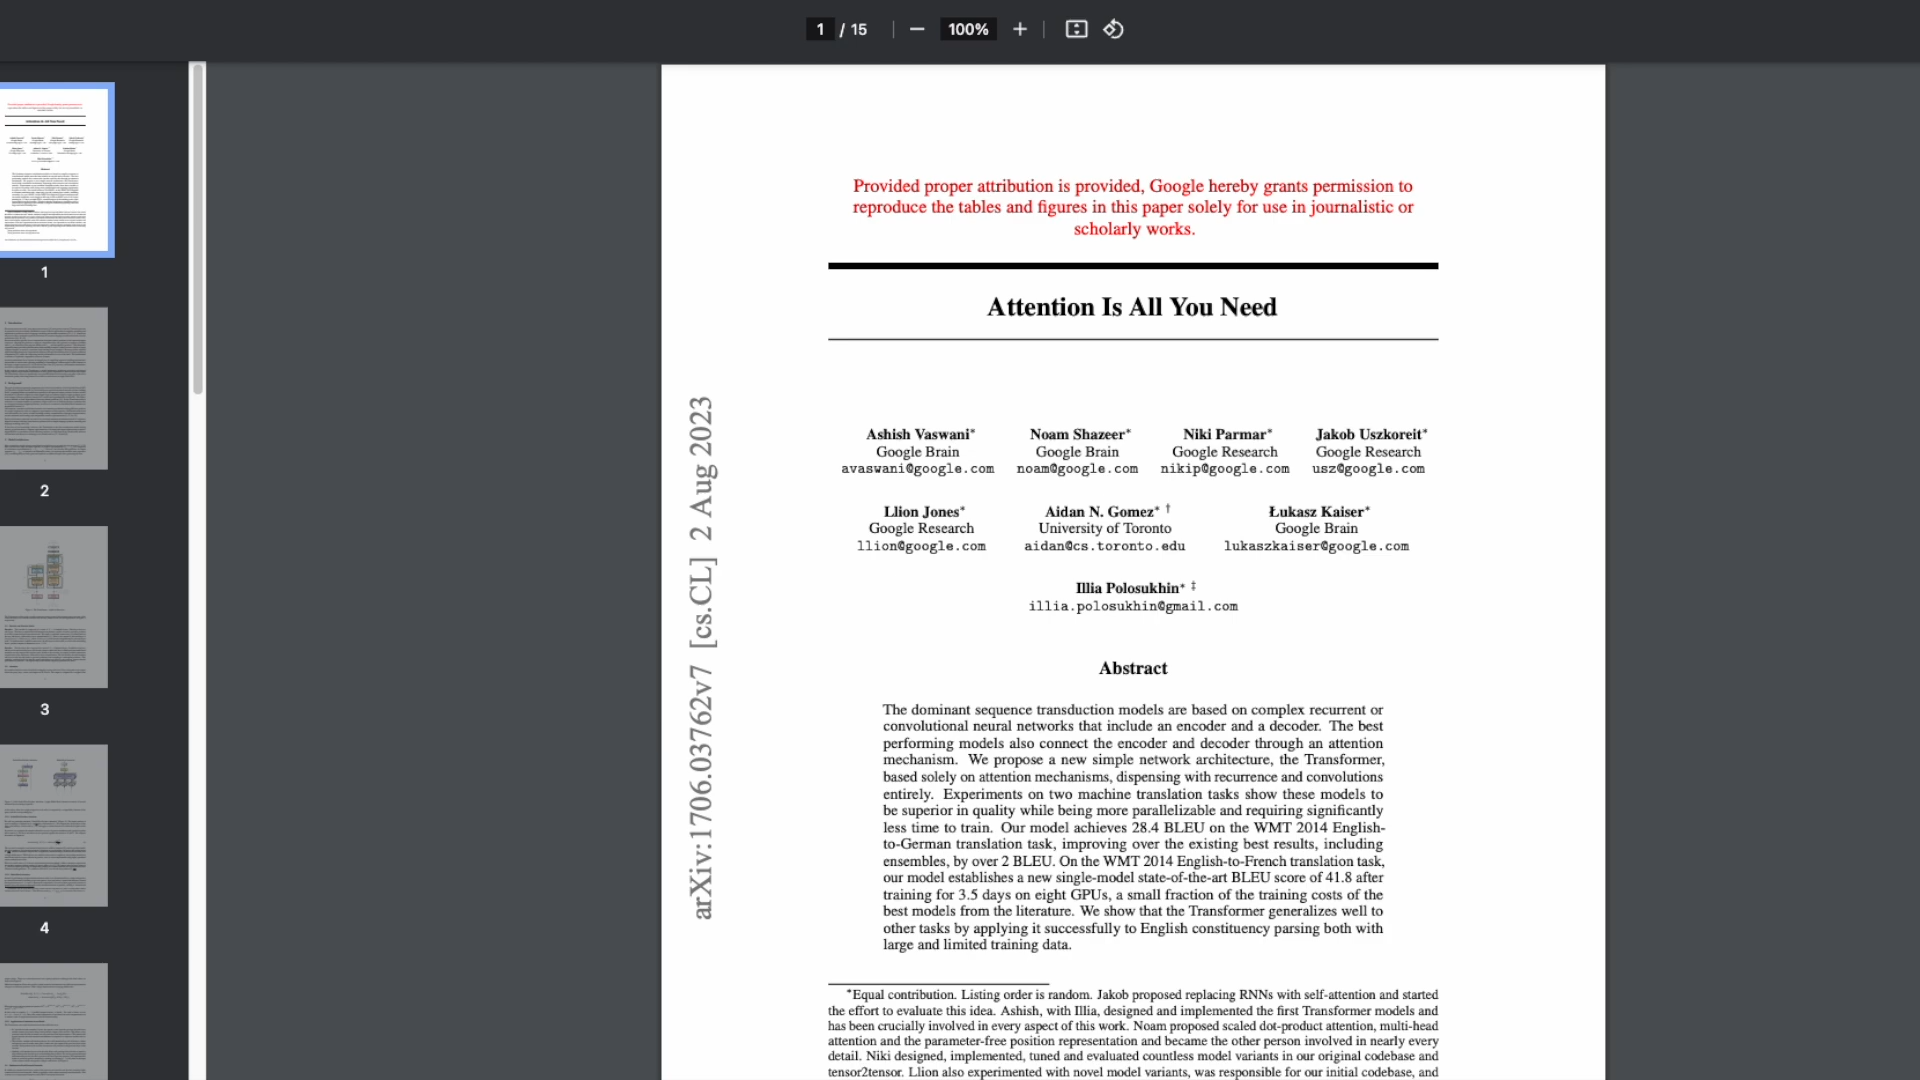 1 / 15
100%
1
2
3
4
Provided proper attribution is provided, Google hereby grants permission to
reproduce the tables and figures in this paper solely for use in journalistic or
scholarly works.
Attention Is All You Need
arXiv:1706.03762v7 [cs.CL] 2 Aug 2023
Ashish Vaswani* Noam Shazeer* Niki Parmar* Jakob Uszkoreit*
Google Brain Google Brain Google Research Google Research
avaswani@google.com noam@google.com nikip@google.com usz@google.com
Llion Jones* Aidan N. Gomez* † Łukasz Kaiser*
Google Research University of Toronto Google Brain
llion@google.com aidan@cs.toronto.edu lukaszkaiser@google.com
Illia Polosukhin* ‡
illia.polosukhin@gmail.com
Abstract
The dominant sequence transduction models are based on complex recurrent or
convolutional neural networks that include an encoder and a decoder. The best
performing models also connect the encoder and decoder through an attention
mechanism. We propose a new simple network architecture, the Transformer,
based solely on attention mechanisms, dispensing with recurrence and convolutions
entirely. Experiments on two machine translation tasks show these models to
be superior in quality while being more parallelizable and requiring significantly
less time to train. Our model achieves 28.4 BLEU on the WMT 2014 English-
to-German translation task, improving over the existing best results, including
ensembles, by over 2 BLEU. On the WMT 2014 English-to-French translation task,
our model establishes a new single-model state-of-the-art BLEU score of 41.8 after
training for 3.5 days on eight GPUs, a small fraction of the training costs of the
best models from the literature. We show that the Transformer generalizes well to
other tasks by applying it successfully to English constituency parsing both with
large and limited training data.
*Equal contribution. Listing order is random. Jakob proposed replacing RNNs with self-attention and started
the effort to evaluate this idea. Ashish, with Illia, designed and implemented the first Transformer models and
has been crucially involved in every aspect of this work. Noam proposed scaled dot-product attention, multi-head
attention and the parameter-free position representation and became the other person involved in nearly every
detail. Niki designed, implemented, tuned and evaluated countless model variants in our original codebase and
tensor2tensor. Llion also experimented with novel model variants, was responsible for our initial codebase, and